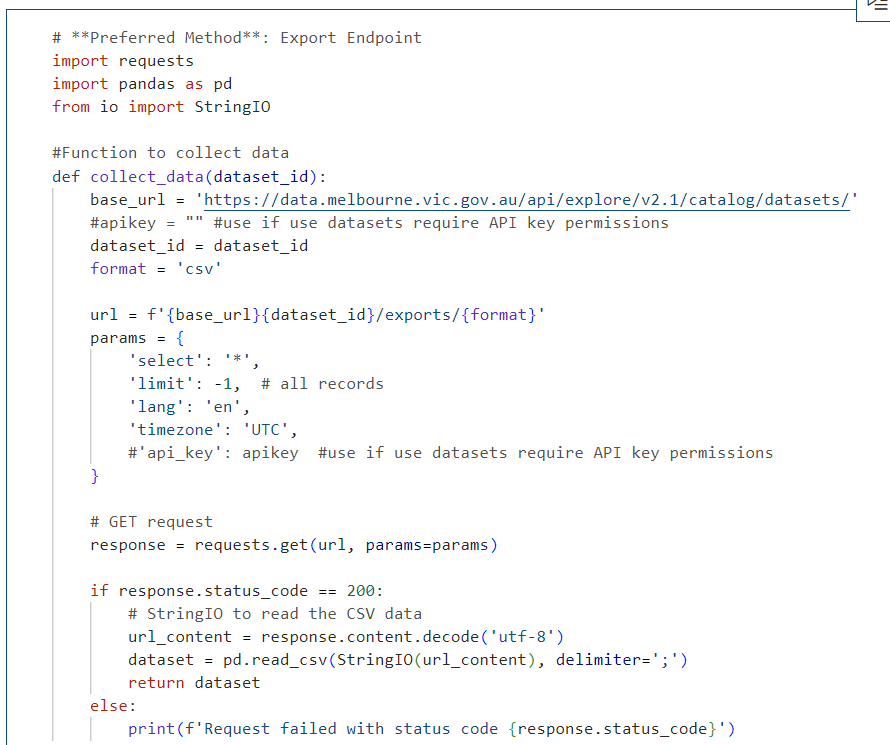 # **Preferred Method**: Export Endpoint
import requests
import pandas as pd
from io import StringIO
#Function to collect data
def collect_data(dataset_id):
base_url = 'https://data.melbourne.vic.gov.au/api/explore/v2.1/catalog/datasets/'
#apikey = "" #use if use datasets require API key permissions
dataset_id = dataset_id
format = 'csv'
url = f'{base_url}{dataset_id}/exports/{format}'
params = {
'select': '*',
'limit': -1,  # all records
'lang': 'en',
'timezone': 'UTC',
#'api_key': apikey  #use if use datasets require API key permissions
}
# GET request
response = requests.get(url, params=params)
if response.status_code == 200:
# StringIO to read the CSV data
url_content = response.content.decode('utf-8')
dataset = pd.read_csv(StringIO(url_content), delimiter=';')
return dataset
else:
print(f'Request failed with status code {response.status_code}')